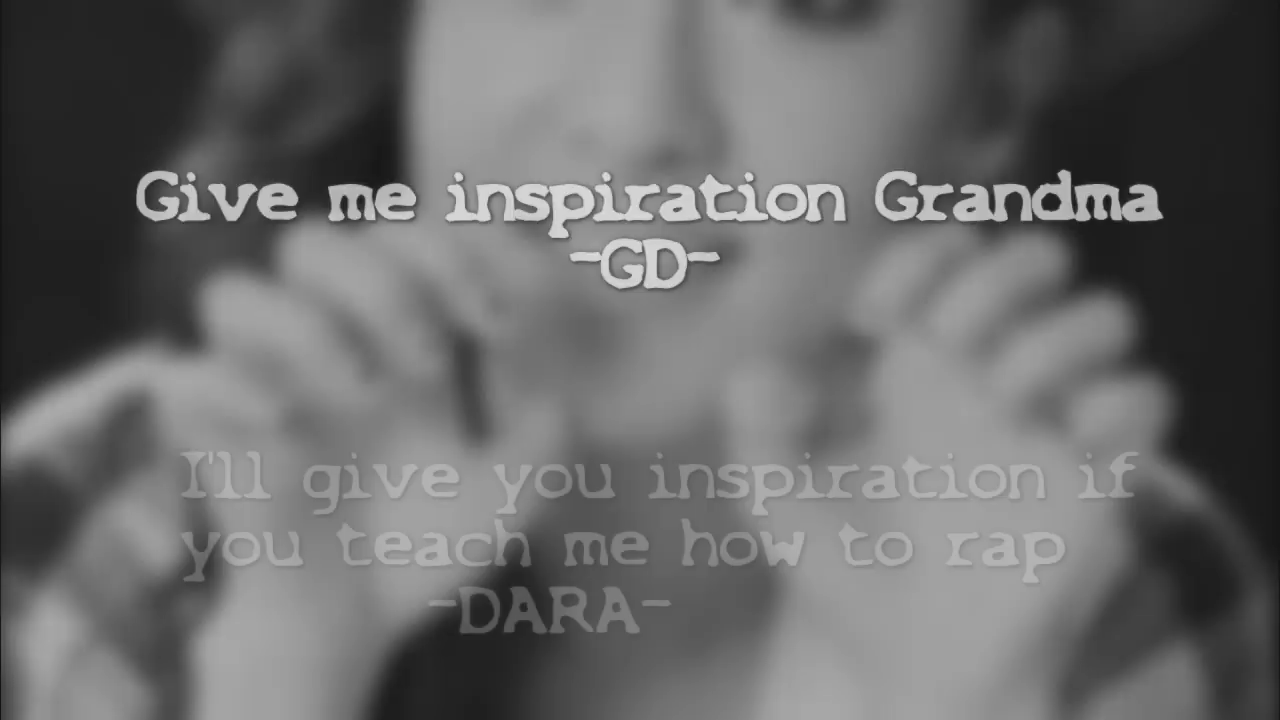 Give me inspiration Grandma
-GD-
I'll give you inspiration if
you teach me how to rap
-DARA-